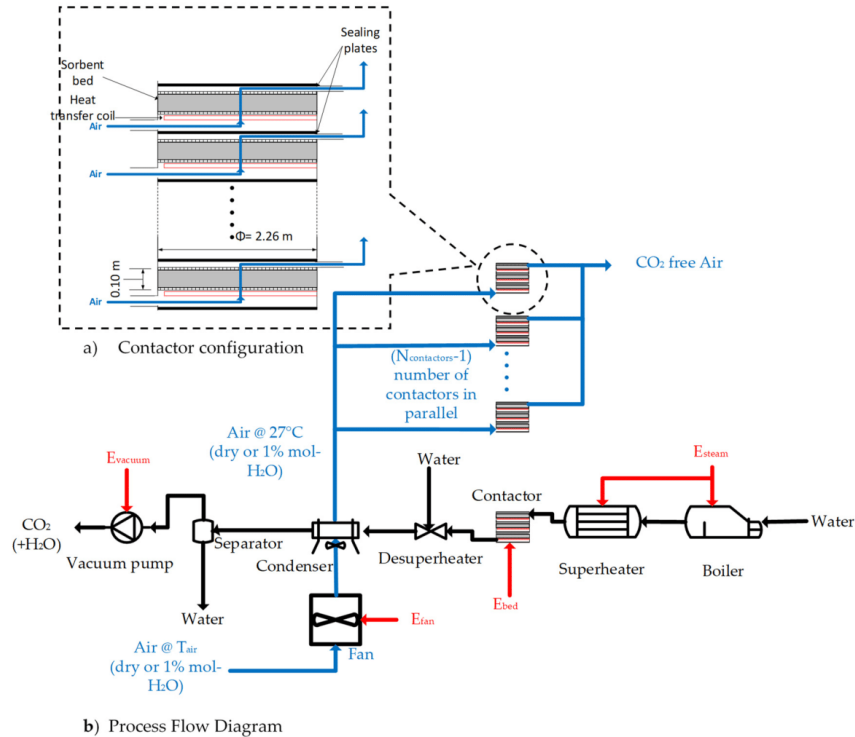 Sealing
plates
Sorbent
bed
Heat
transfer coil
Air
Air
Φ= 2.26 m
0.10 m
Air
a) Contactor configuration
CO₂ free Air
(Ncontactors-1)
number of
contactors in
parallel
Air @ 27°C
(dry or 1% mol-
H₂O)
Evacuum
Water
Esteam
Contactor
CO₂
(+H₂O)
Water
Separator
Vacuum pump
Condenser
Desuperheater
Superheater
Boiler
Ebed
Water
Efan
Air @ Tair
(dry or 1% mol-
H₂O)
Fan
b) Process Flow Diagram